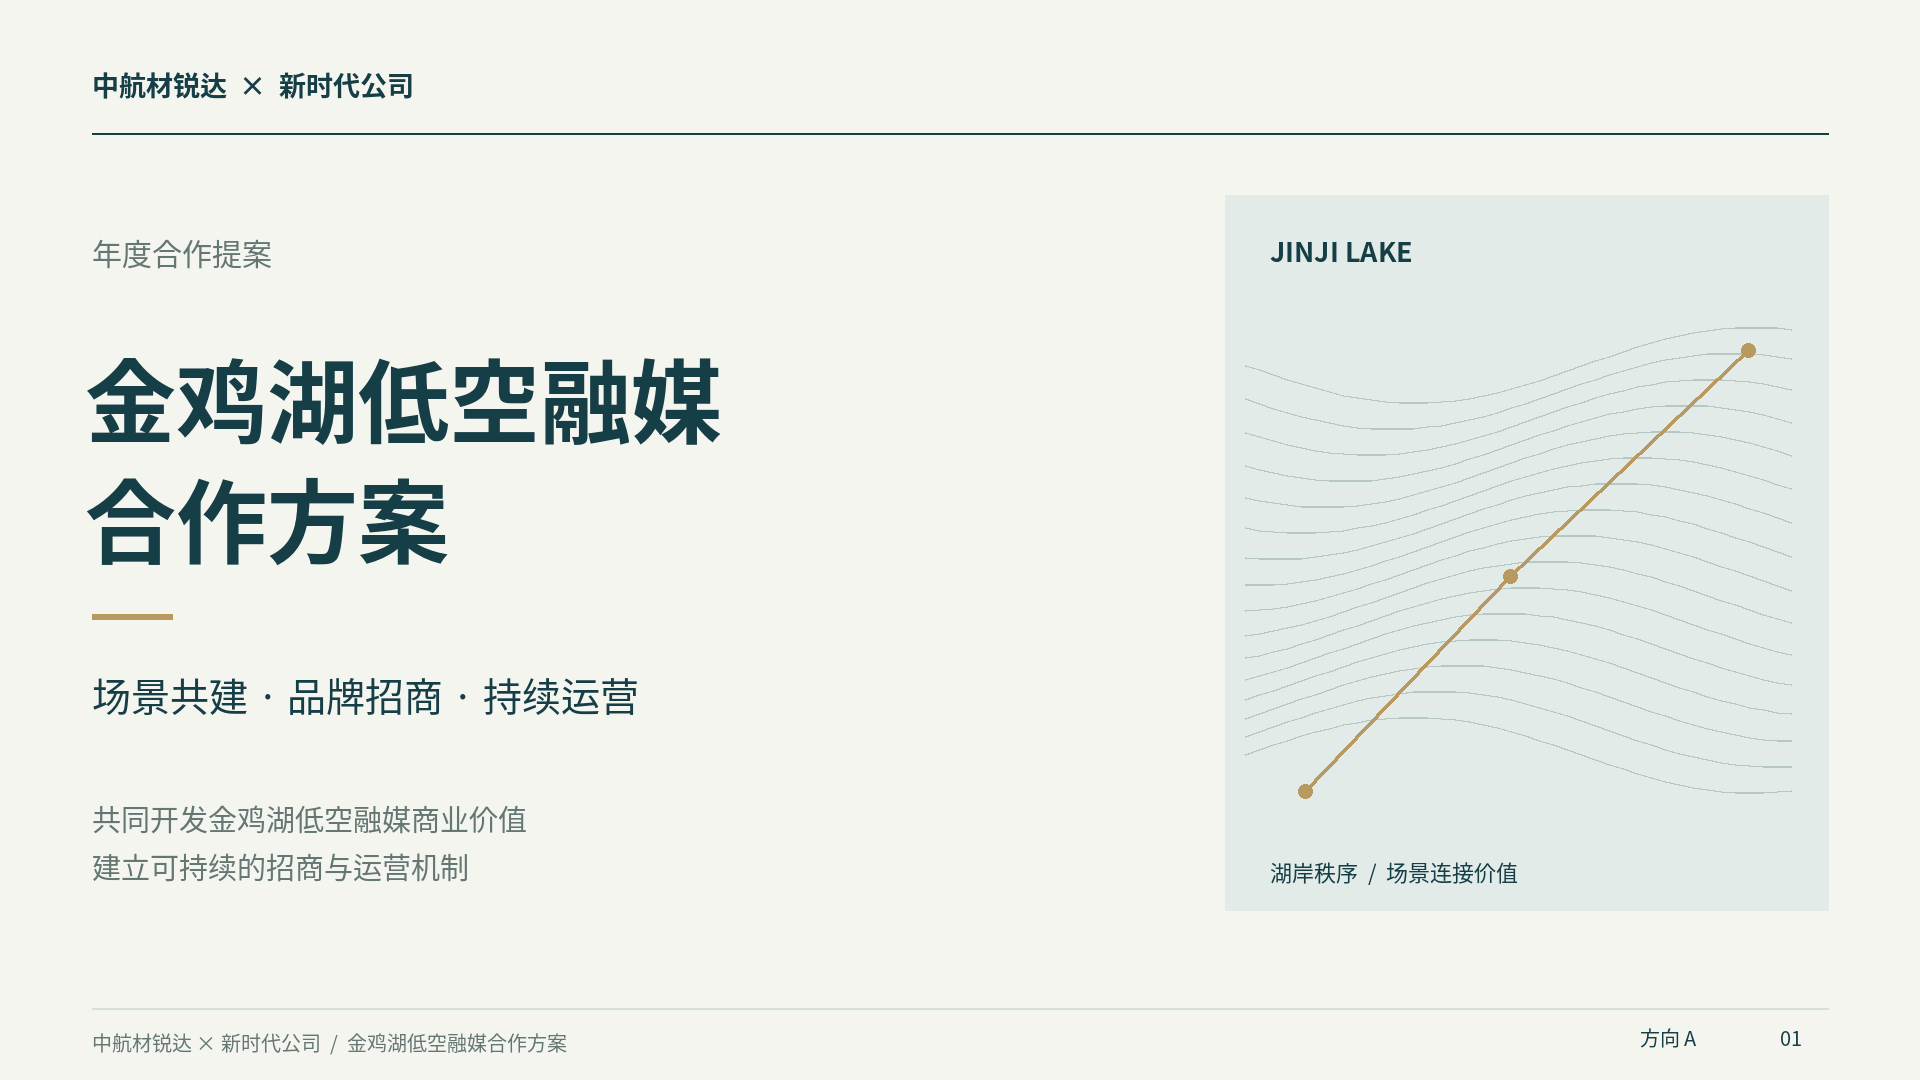 中航材锐达 × 新时代公司
年度合作提案
金鸡湖低空融媒
合作方案
场景共建 · 品牌招商 · 持续运营
共同开发金鸡湖低空融媒商业价值
建立可持续的招商与运营机制
JINJI LAKE
湖岸秩序 / 场景连接价值
中航材锐达 × 新时代公司 / 金鸡湖低空融媒合作方案
方向 A
01